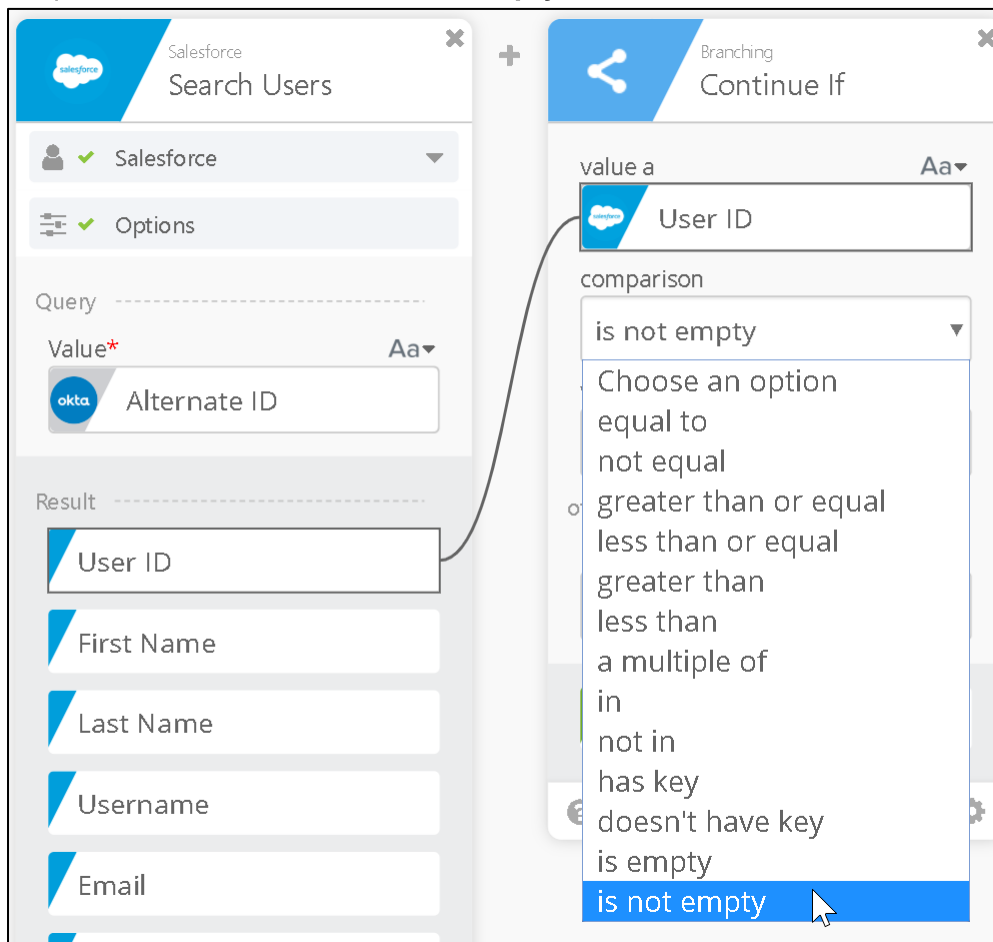 salesforce
Salesforce
Search Users
Salesforce
Options
Query
Value*
Aa
okta
Alternate ID
Result
User ID
First Name
Last Name
Username
Email
Branching
Continue If
value a
Aa
salesforce
User ID
comparison
is not empty
Choose an option
equal to
not equal
greater than or equal
less than or equal
greater than
less than
a multiple of
in
not in
has key
doesn't have key
is empty
is not empty